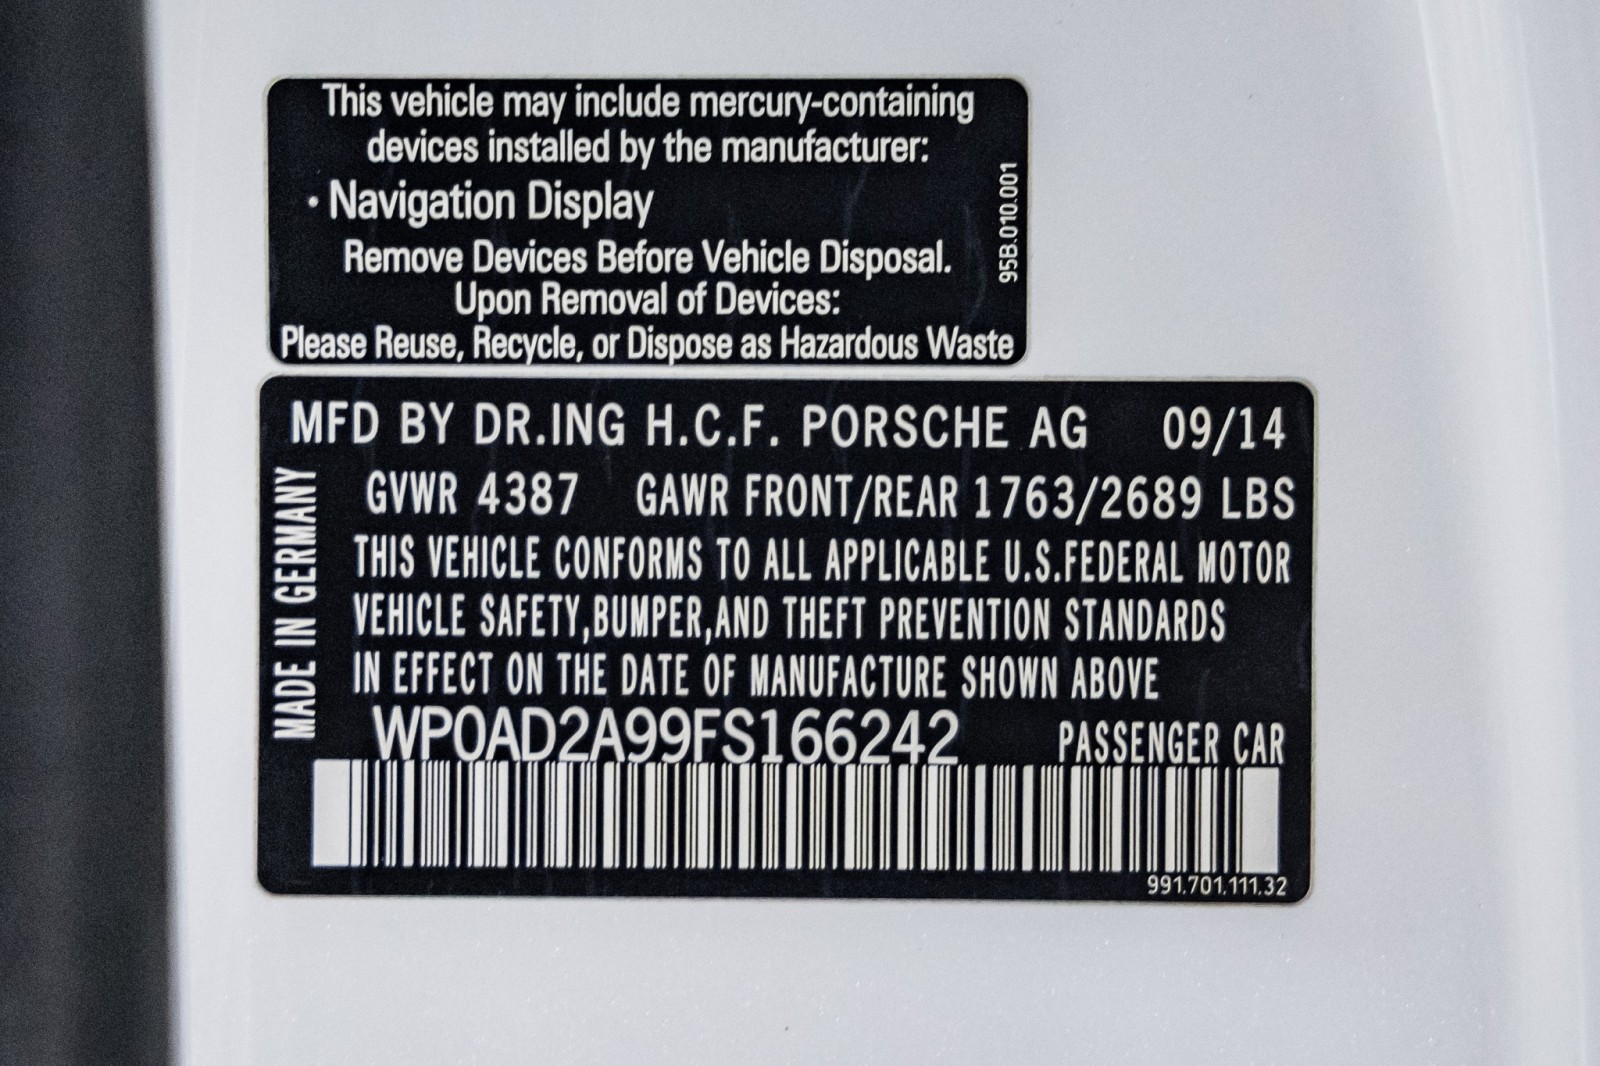 This vehicle may include mercury-containing
devices installed by the manufacturer:
· Navigation Display
Remove Devices Before Vehicle Disposal.
Upon Removal of Devices:
Please Reuse, Recycle, or Dispose as Hazardous Waste
95B.010.001
MFD BY DR.ING H.C.F. PORSCHE AG 09/14
GVWR 4387 GAWR FRONT/REAR 1763/2689 LBS
THIS VEHICLE CONFORMS TO ALL APPLICABLE U.S.FEDERAL MOTOR
VEHICLE SAFETY,BUMPER,AND THEFT PREVENTION STANDARDS
IN EFFECT ON THE DATE OF MANUFACTURE SHOWN ABOVE
WP0AD2A99FS166242 PASSENGER CAR
MADE IN GERMANY
991.701.111.32